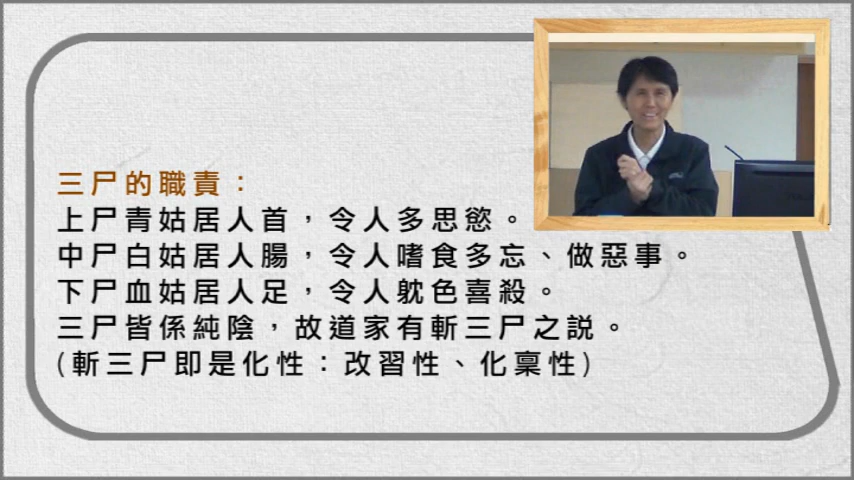 三尸的職責：
上尸青姑居人首，令人多思慾。
中尸白姑居人腸，令人嗜食多忘、做惡事。
下尸血姑居人足，令人躭色喜殺。
三尸皆係純陰，故道家有斬三尸之説。
(斬三尸即是化性：改習性、化稟性)